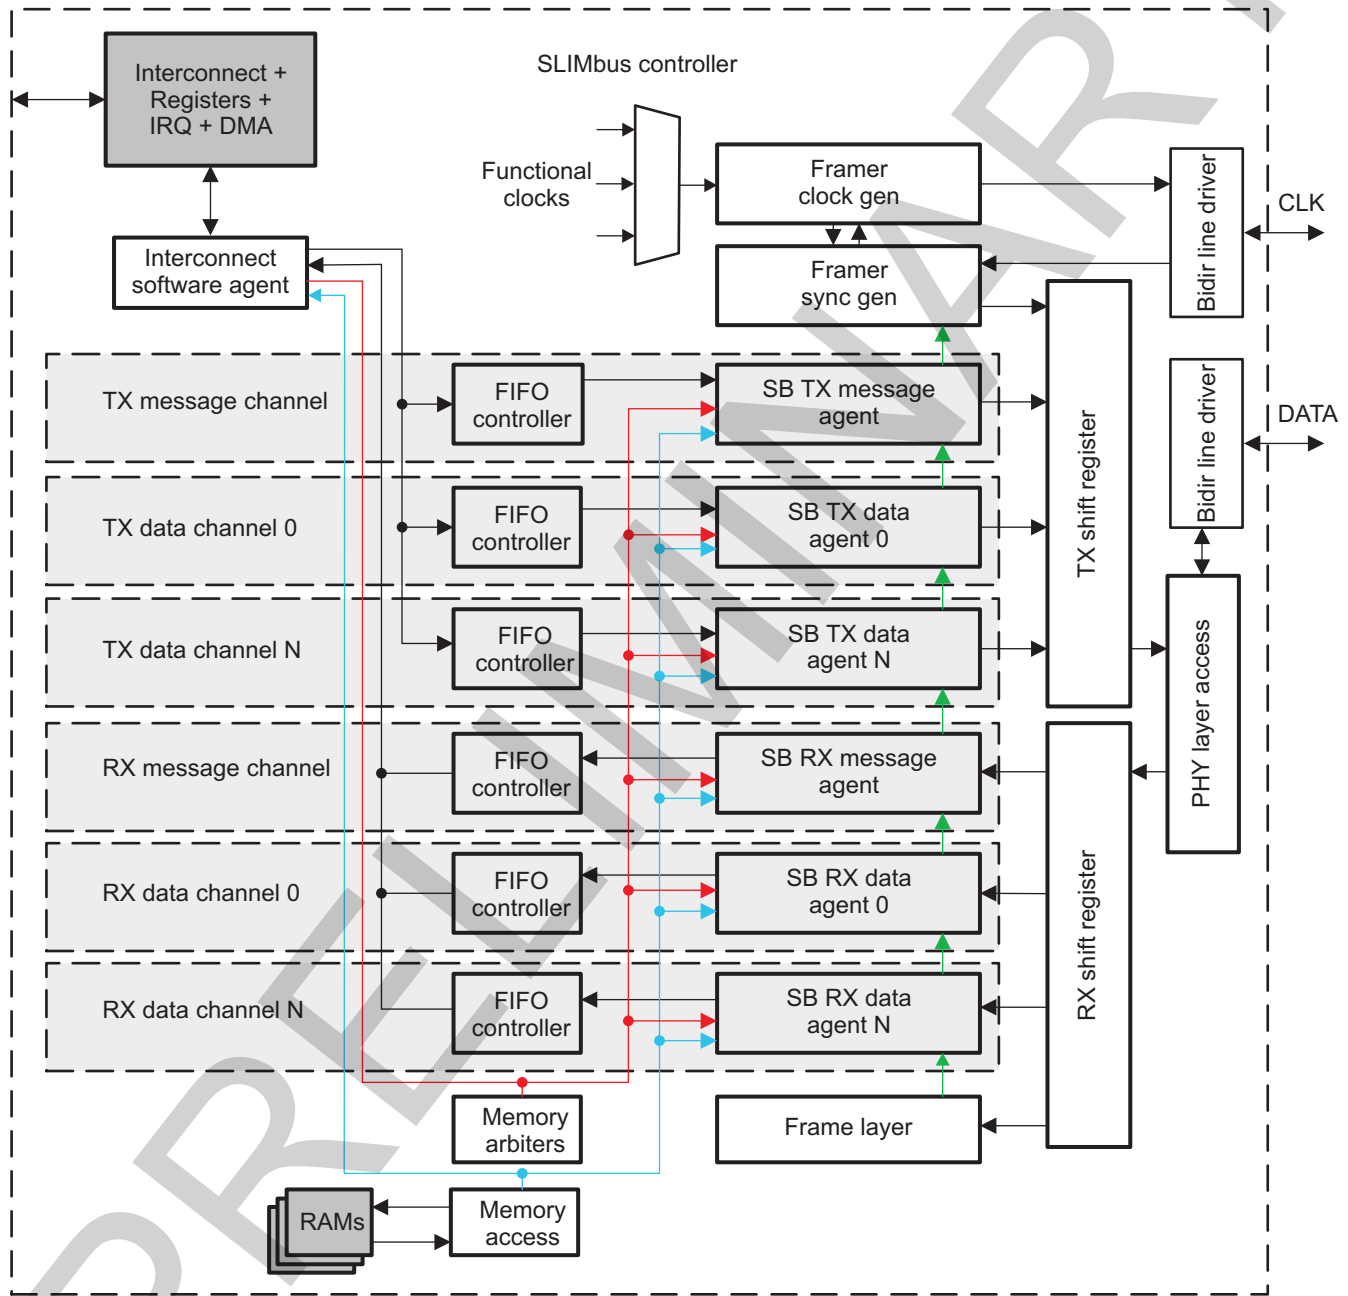 SLIMbus controller
Interconnect +
Registers +
IRQ + DMA
Functional
clocks
Framer
clock gen
Bidir line driver
CLK
Interconnect
software agent
Framer
sync gen
TX message channel
FIFO
controller
SB TX message
agent
TX shift register
Bidir line driver
DATA
TX data channel 0
FIFO
controller
SB TX data
agent 0
TX data channel N
FIFO
controller
SB TX data
agent N
PHY layer access
RX message channel
FIFO
controller
SB RX message
agent
RX shift register
RX data channel 0
FIFO
controller
SB RX data
agent 0
RX data channel N
FIFO
controller
SB RX data
agent N
Memory
arbiters
Frame layer
RAMs
Memory
access
PRELIMINARY